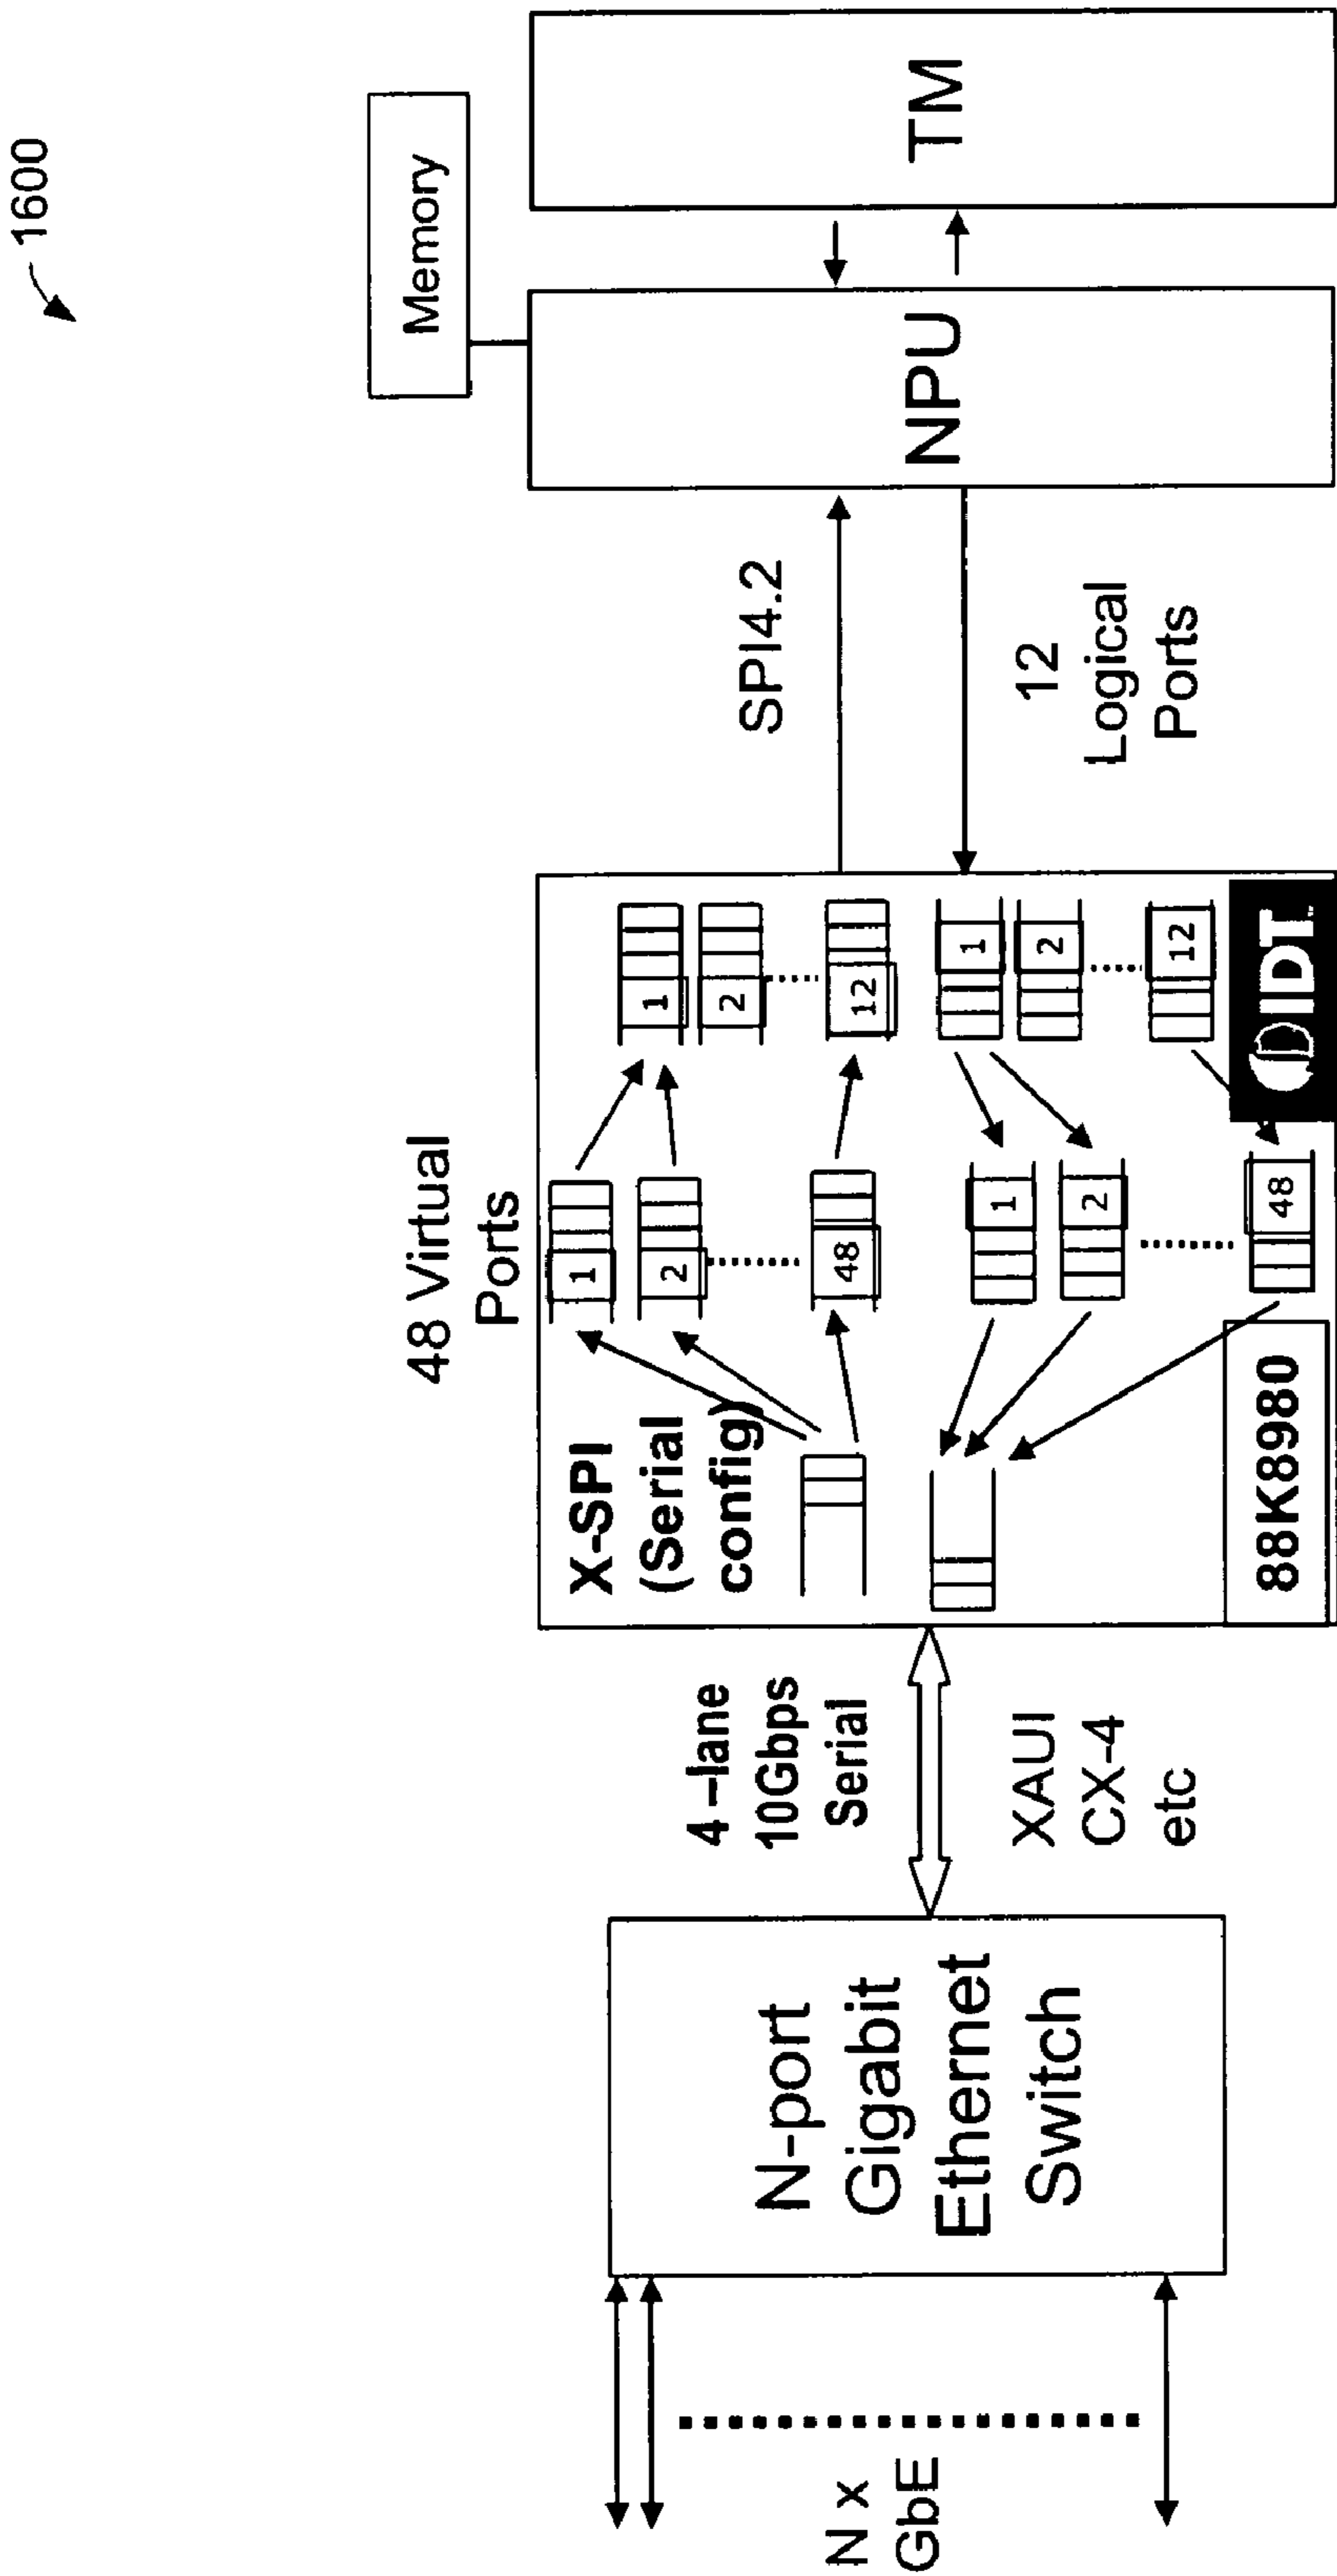 1600
N x
GbE
N-port
Gigabit
Ethernet
Switch
4 –lane
10Gbps
Serial
XAUI
CX-4
etc
48 Virtual
Ports
X-SPI
(Serial
config)
1
2
48
1
2
12
1
2
48
1
2
12
88K8980
IDT
SPI4.2
12
Logical
Ports
Memory
NPU
TM